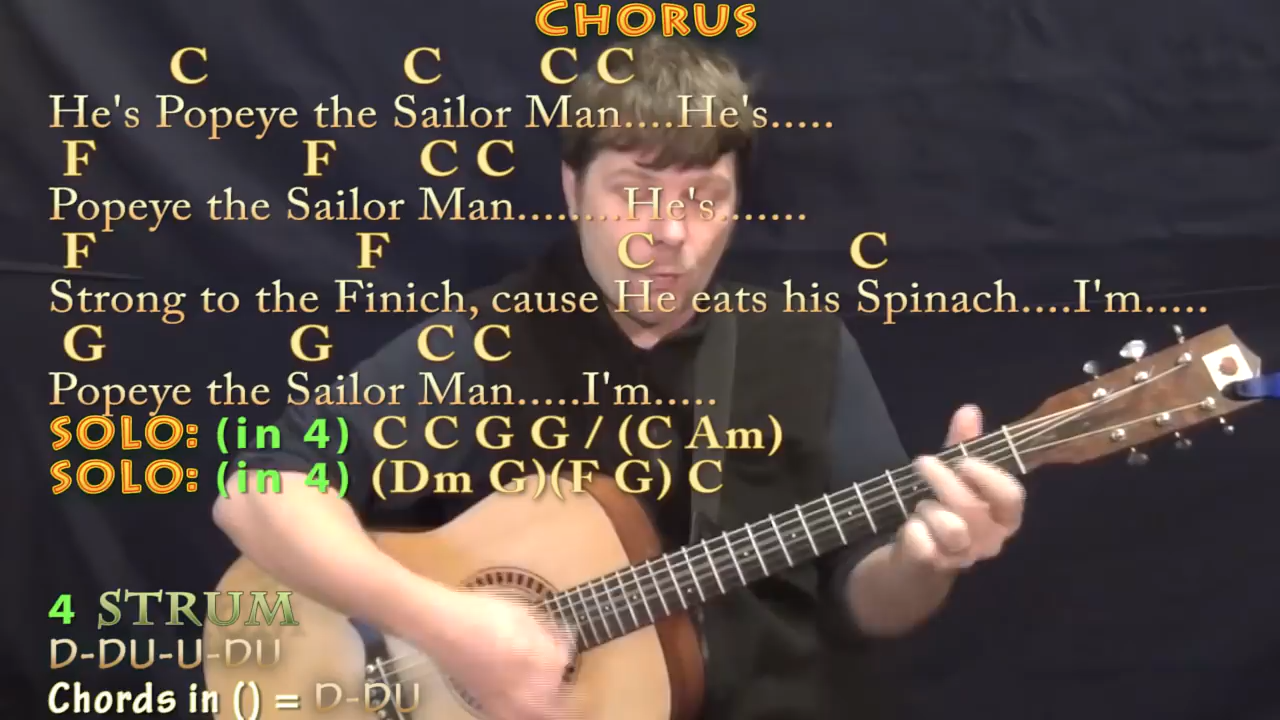 CHORUS
C C C C
He's Popeye the Sailor Man....He's.....
F F C C
Popeye the Sailor Man........He's.......
F F C C
Strong to the Finich, cause He eats his Spinach....I'm.....
G G C C
Popeye the Sailor Man.....I'm.....
SOLO: (in 4) C C G G / (C Am)
SOLO: (in 4) (Dm G)(F G) C
4 STRUM
D-DU-U-DU
Chords in () = D-DU